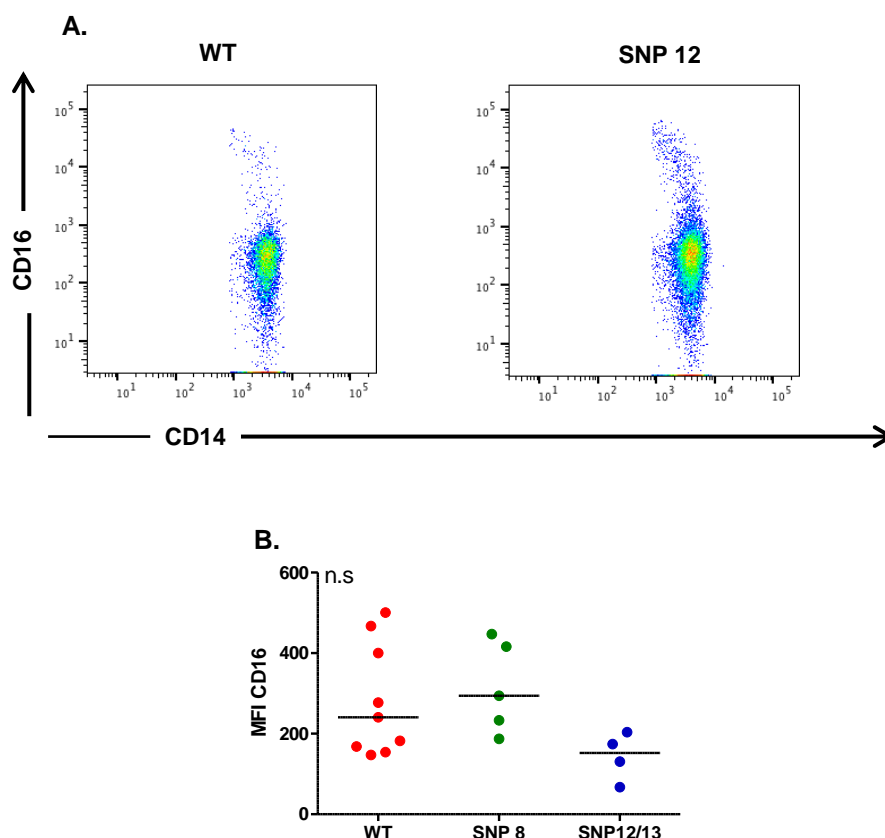 A.
WT
SNP 12
CD16
10^5
10^4
10^3
10^2
10^1
10^1 10^2 10^3 10^4 10^5
10^5
10^4
10^3
10^2
10^1
10^1 10^2 10^3 10^4 10^5
CD14
B.
n.s
MFI CD16
600
400
200
0
WT SNP 8 SNP12/13